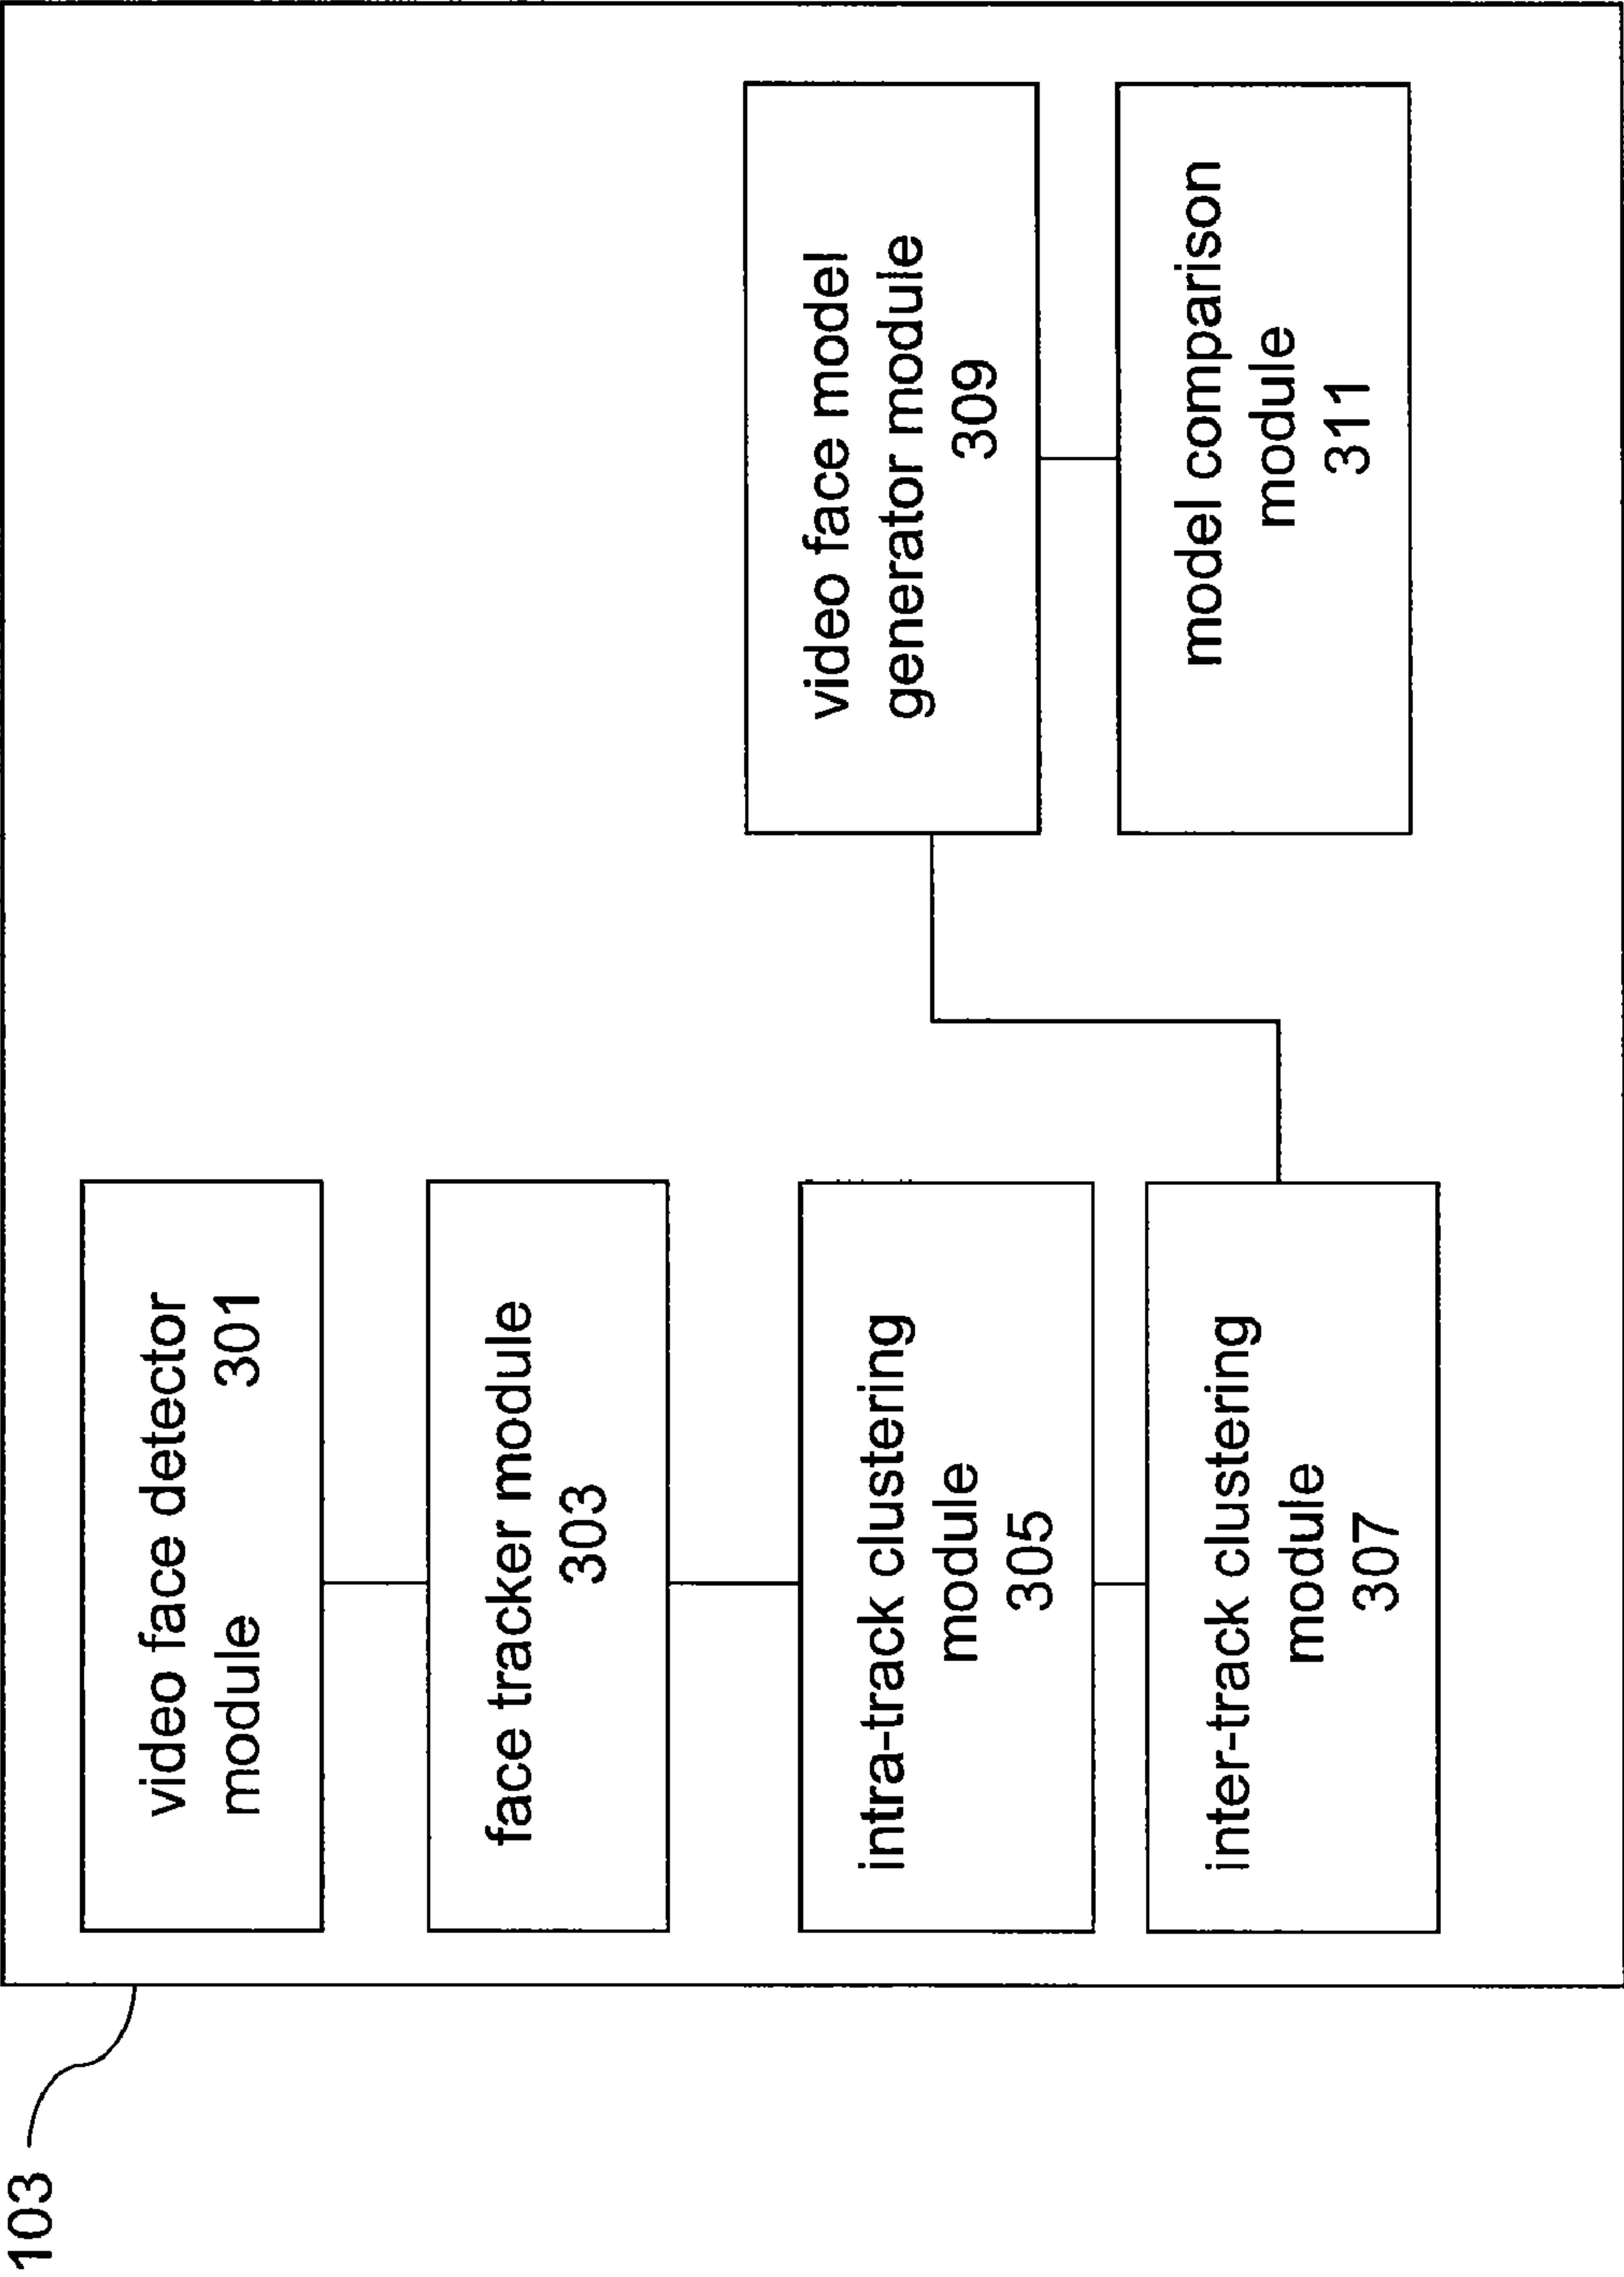 103
video face detector
module 301
face tracker module
303
intra-track clustering
module
305
inter-track clustering
module
307
video face model
generator module
309
model comparison
module
311